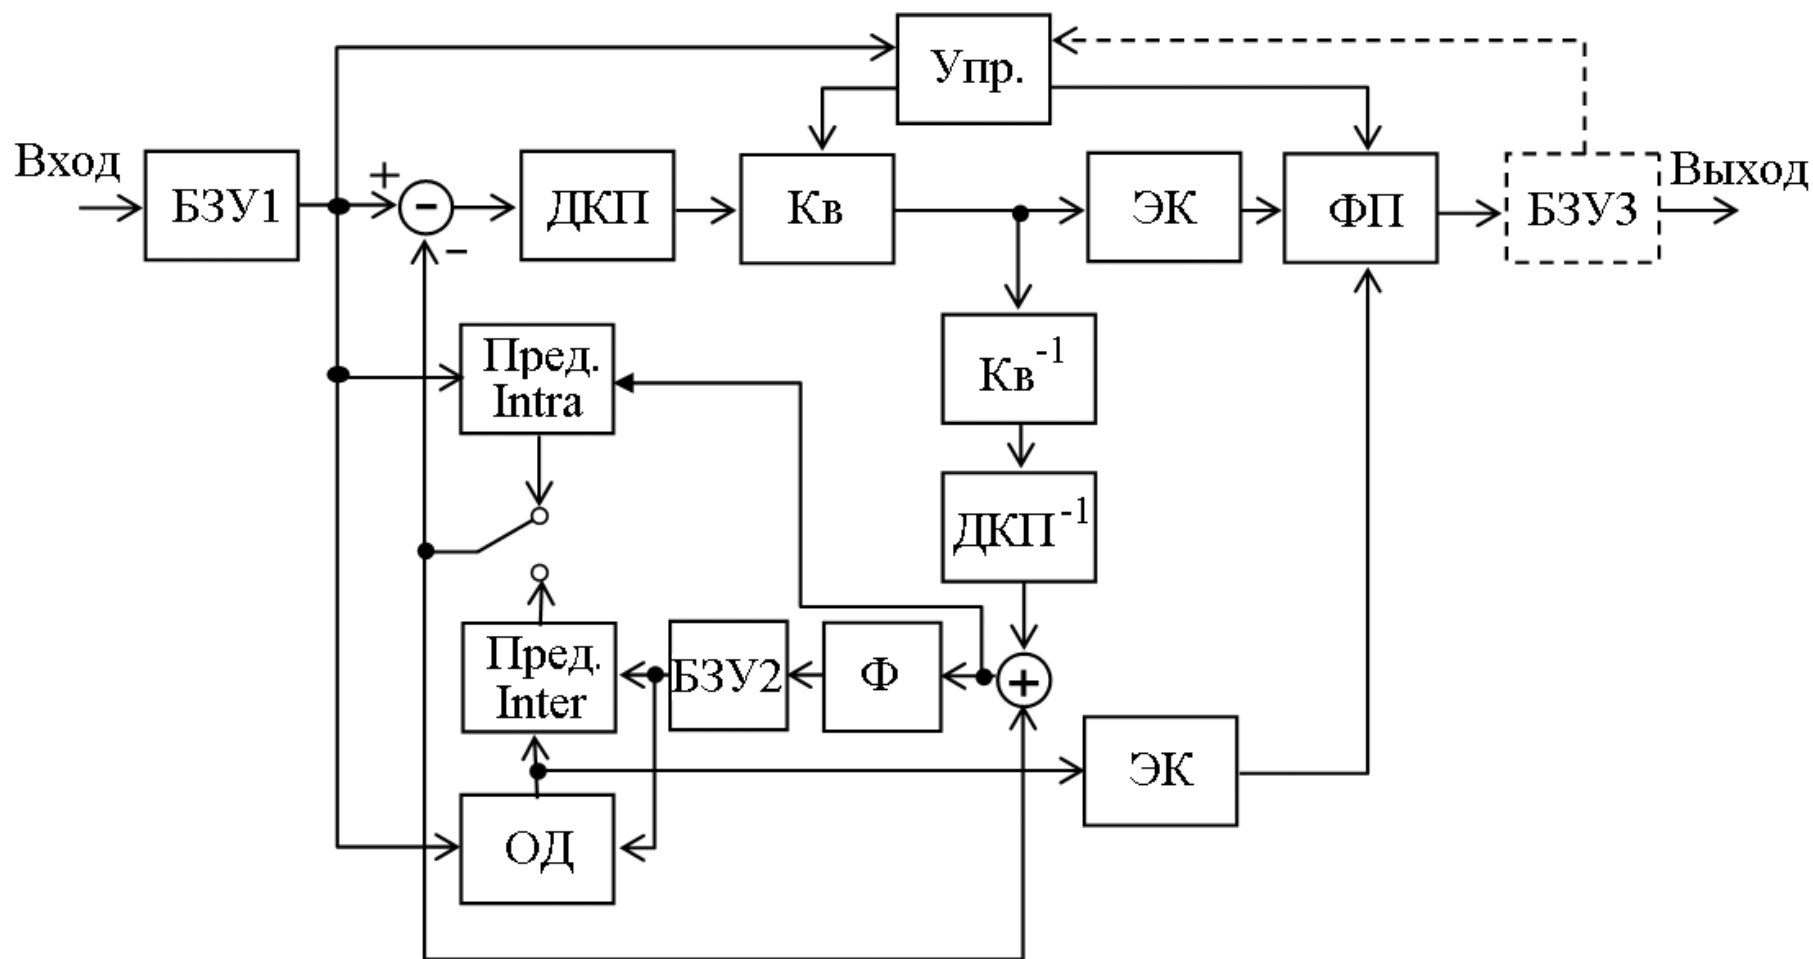 Упр.
Вход
БЗУ1
+
-
–
ДКП
Кв
ЭК
ФП
БЗУ3
Выход
Пред.
Intra
Кв-1
ДКП-1
Пред.
Inter
БЗУ2
Ф
+
ЭК
ОД